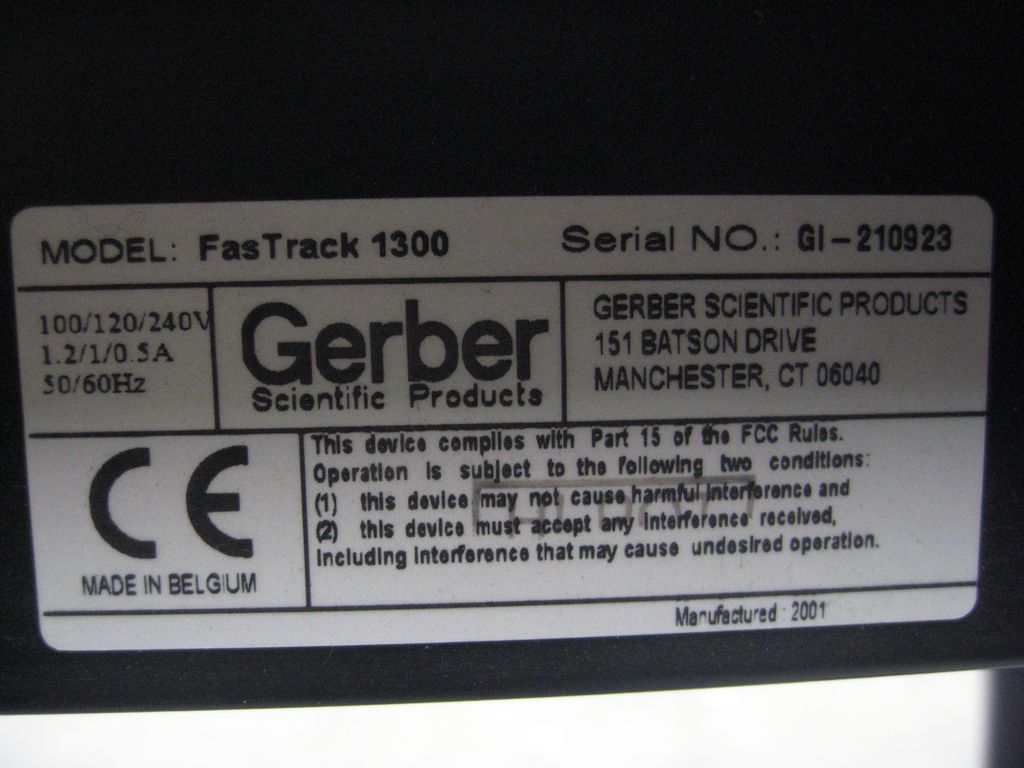 MODEL: FasTrack 1300 Serial NO.: GI-210923
100/120/240V
1.2/1/0.5A
50/60Hz
Gerber
Scientific Products
GERBER SCIENTIFIC PRODUCTS
151 BATSON DRIVE
MANCHESTER, CT 06040
CE
MADE IN BELGIUM
This device complies with Part 15 of the FCC Rules.
Operation is subject to the following two conditions:
(1) this device may not cause harmful interference and
(2) this device must accept any interference received,
including interference that may cause undesired operation.
Manufactured : 2001